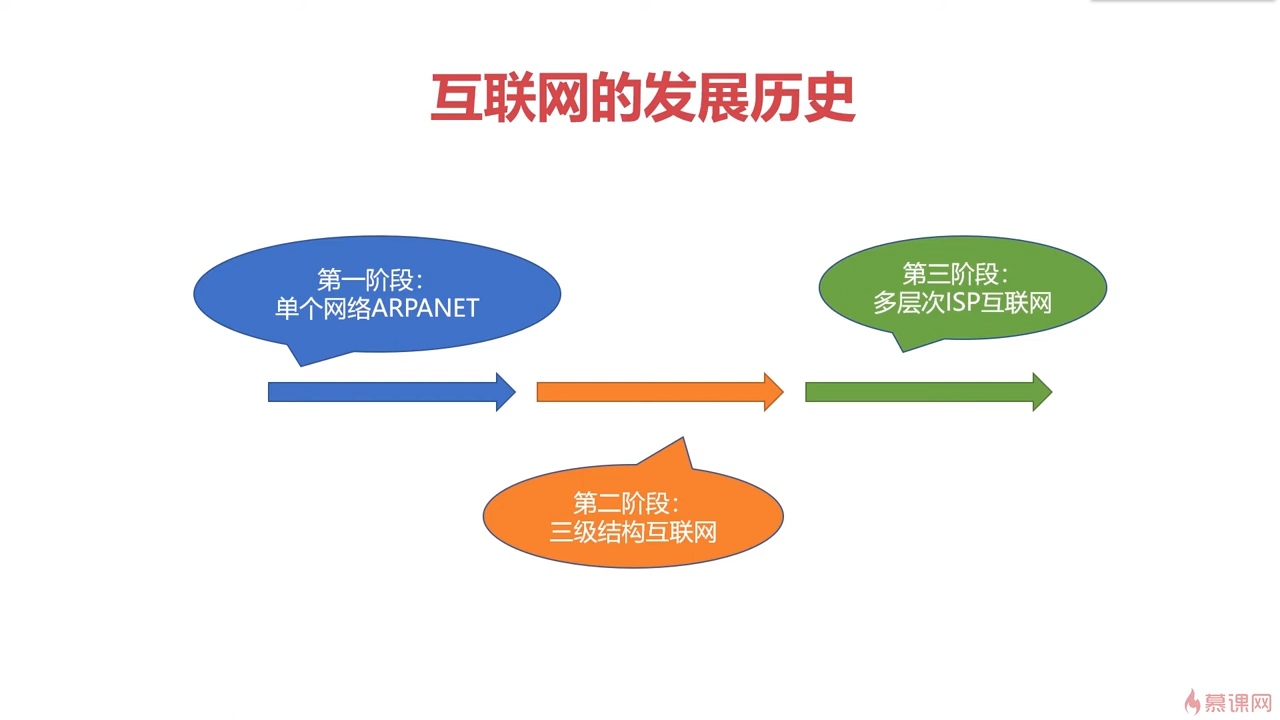 互联网的发展历史
第一阶段：
单个网络ARPANET
第三阶段：
多层次ISP互联网
第二阶段：
三级结构互联网
慕课网